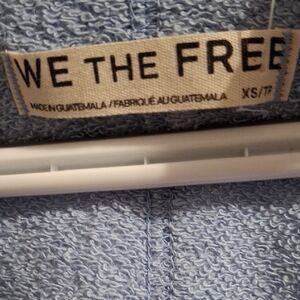 WE THE FREE
MADE IN GUATEMALA / FABRIQUÉ AU GUATEMALA XS/TP